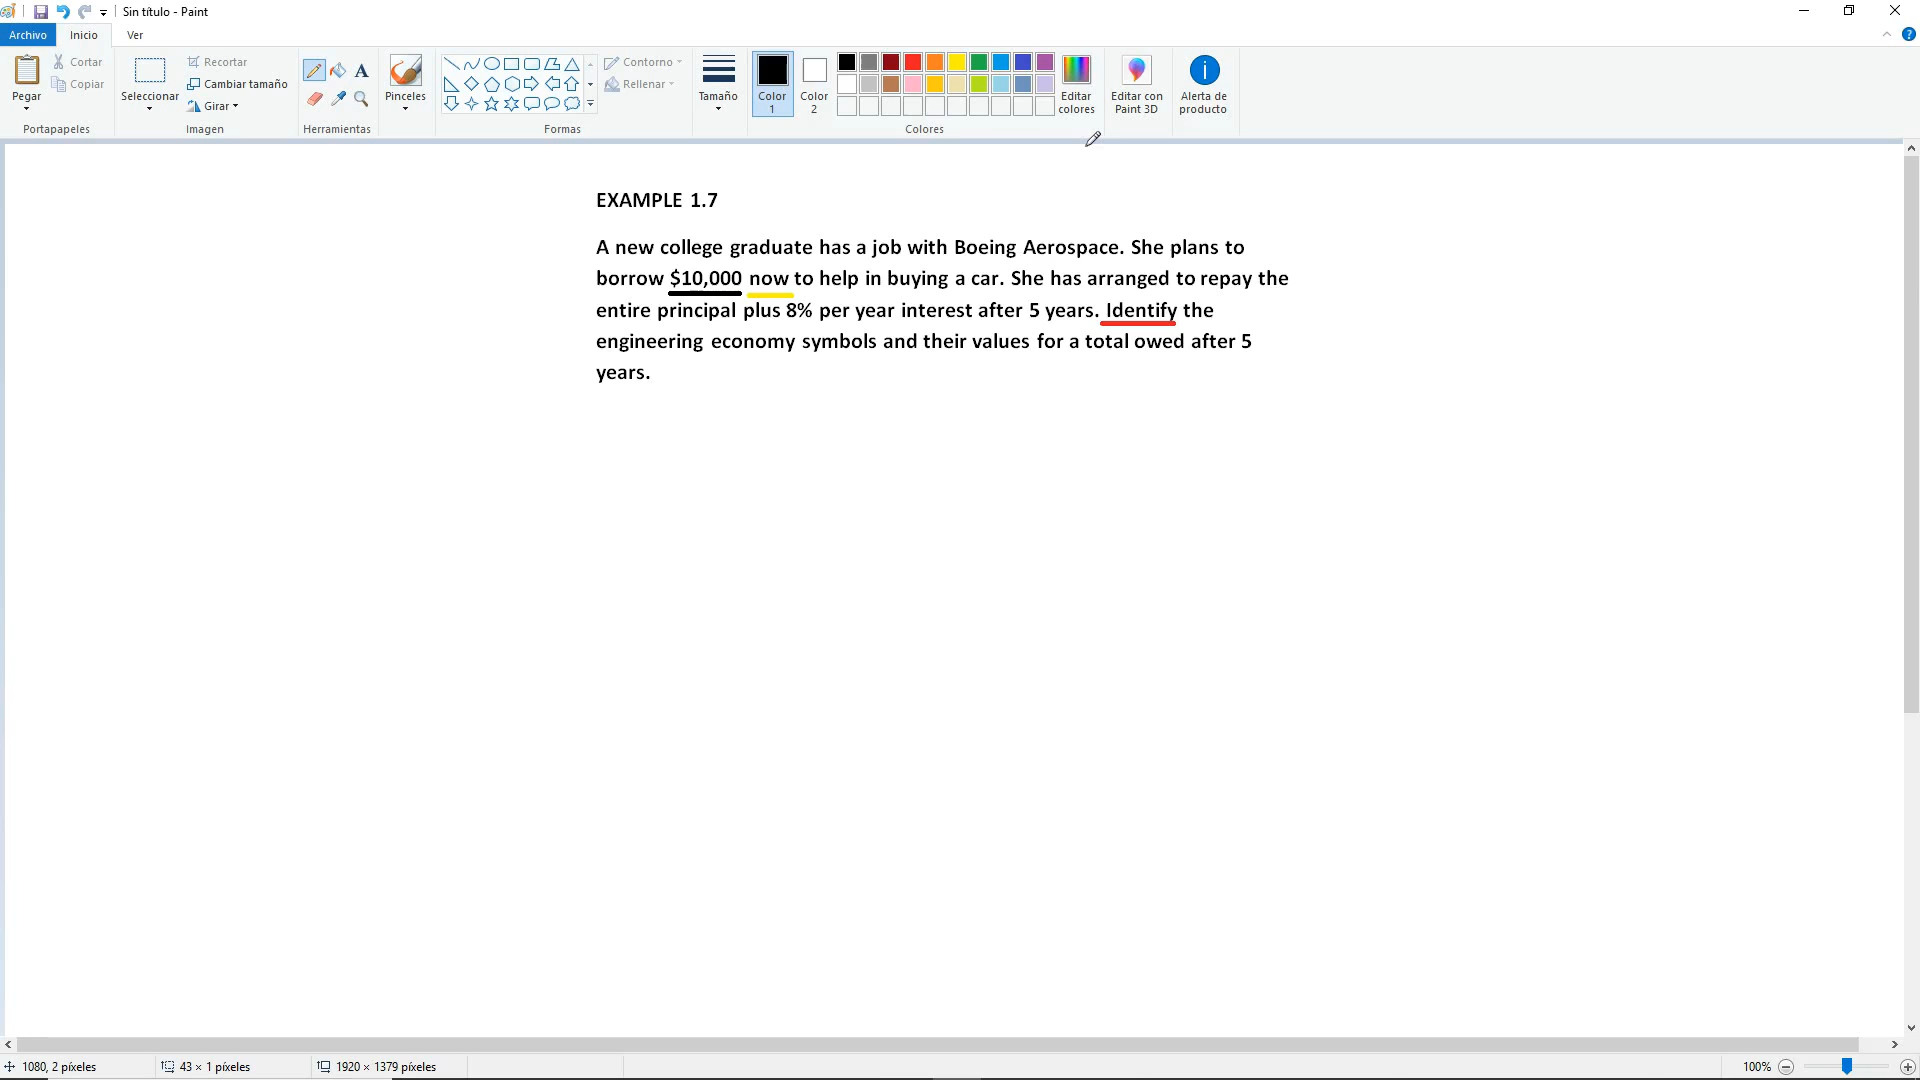 Sin título - Paint
Archivo
Inicio
Ver
Pegar
Cortar
Copiar
Portapapeles
Seleccionar
Recortar
Cambiar tamaño
Girar
Imagen
A
Herramientas
Pinceles
Contorno
Rellenar
Formas
Tamaño
Color
1
Color
2
Colores
Editar
colores
Editar con
Paint 3D
Alerta de
producto
EXAMPLE 1.7
A new college graduate has a job with Boeing Aerospace. She plans to
borrow $10,000 now to help in buying a car. She has arranged to repay the
entire principal plus 8% per year interest after 5 years. Identify the
engineering economy symbols and their values for a total owed after 5
years.
1080, 2 píxeles
43 × 1 píxeles
1920 × 1379 píxeles
100%